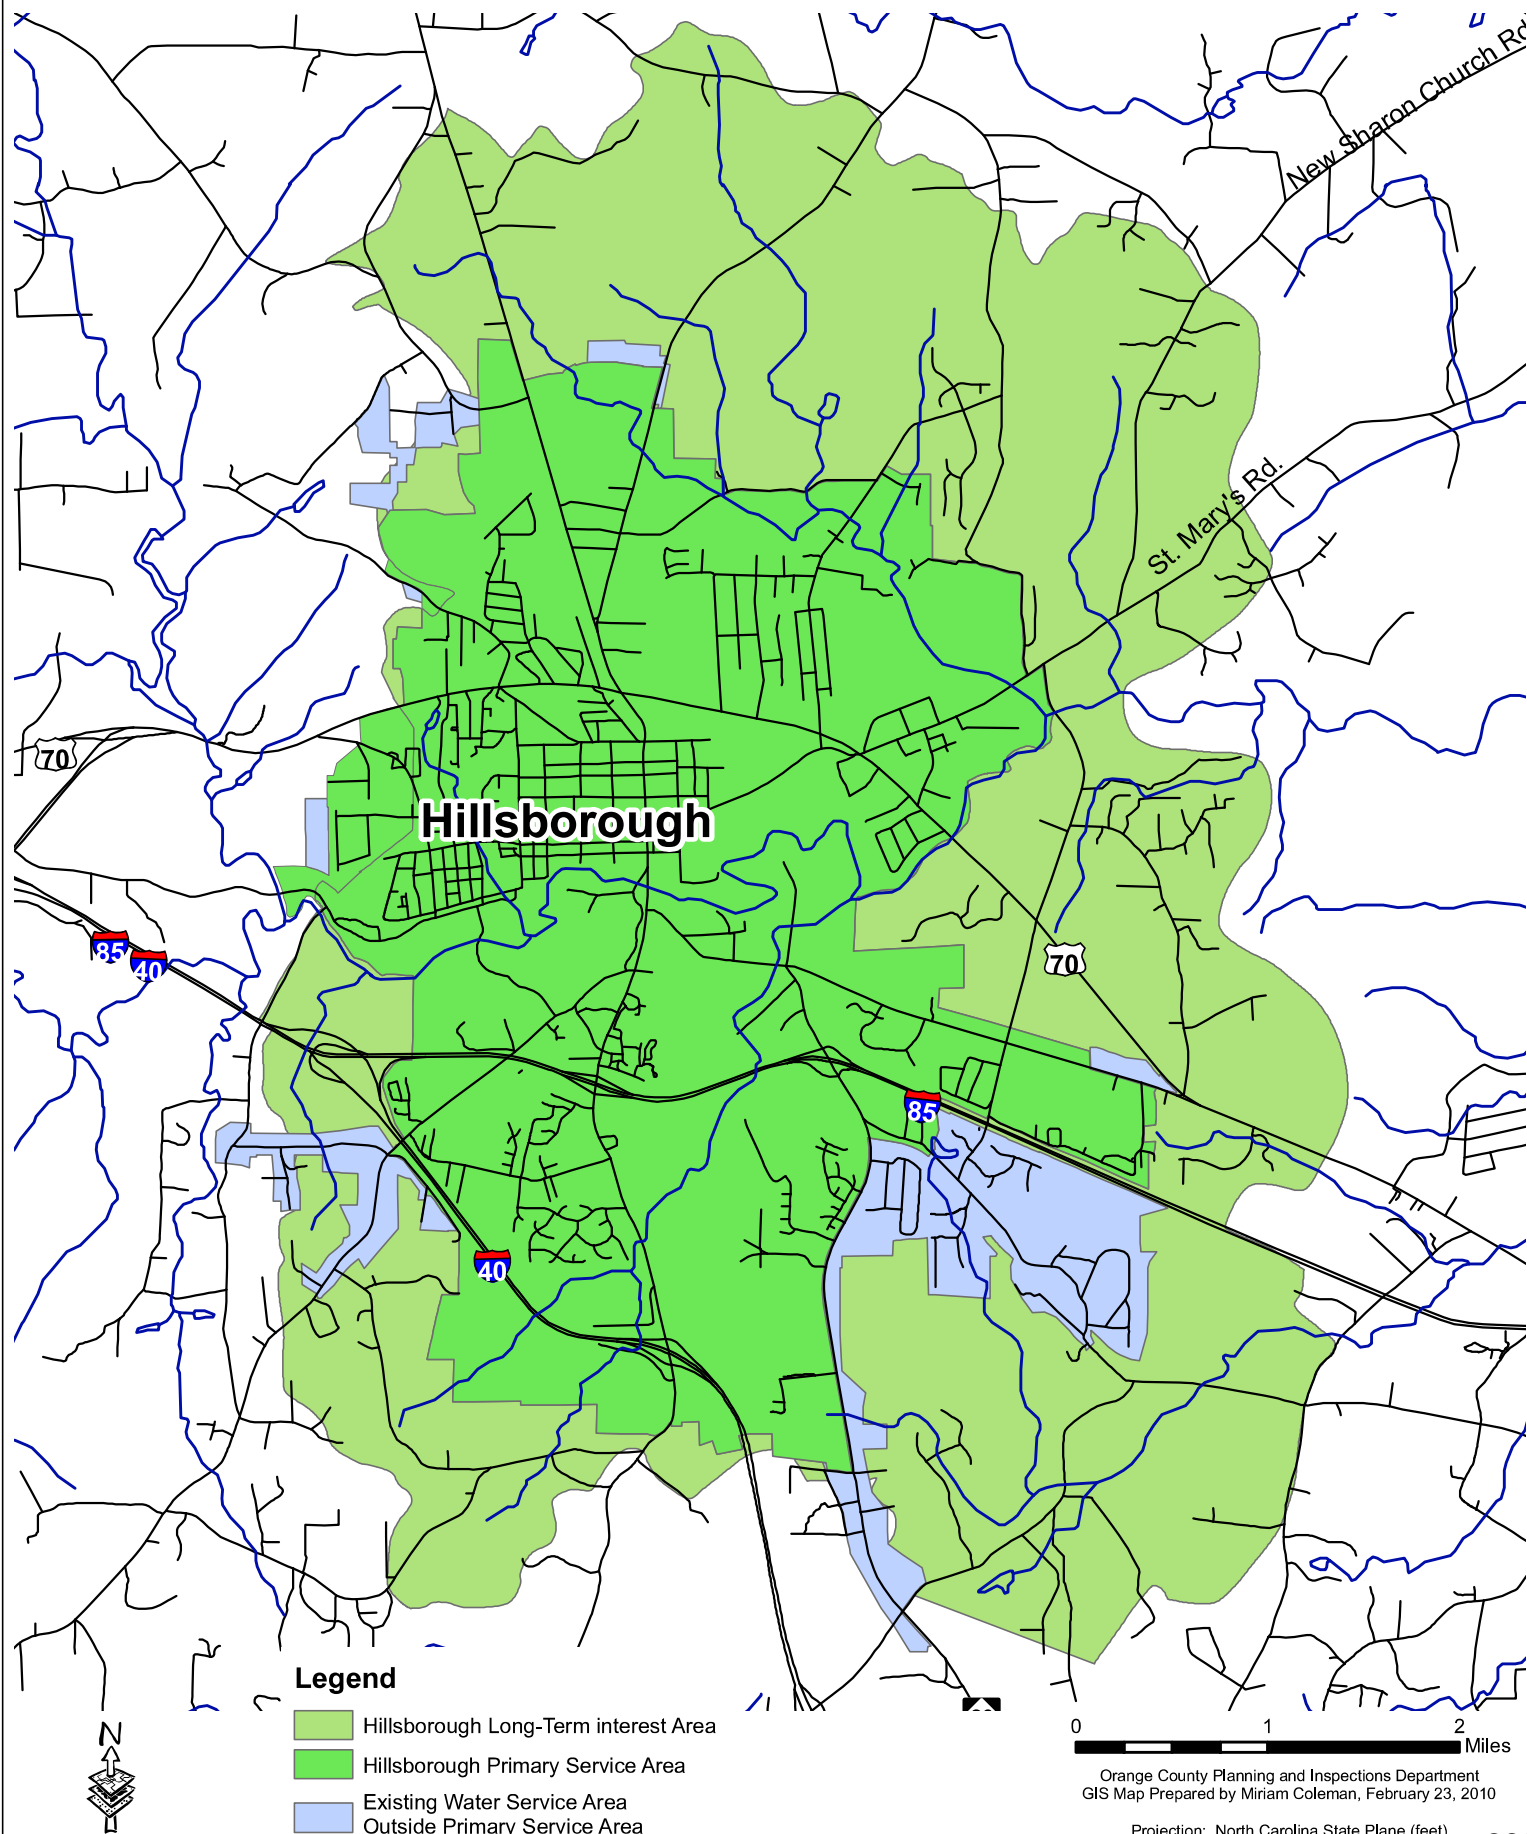 New Sharon Church Rd
St. Mary's Rd.
70
Hillsborough
85
40
70
85
40
Legend
Hillsborough Long-Term interest Area
Hillsborough Primary Service Area
Existing Water Service Area
Outside Primary Service Area
N
0 1 2
Miles
Orange County Planning and Inspections Department
GIS Map Prepared by Miriam Coleman, February 23, 2010
Projection: North Carolina State Plane (feet)